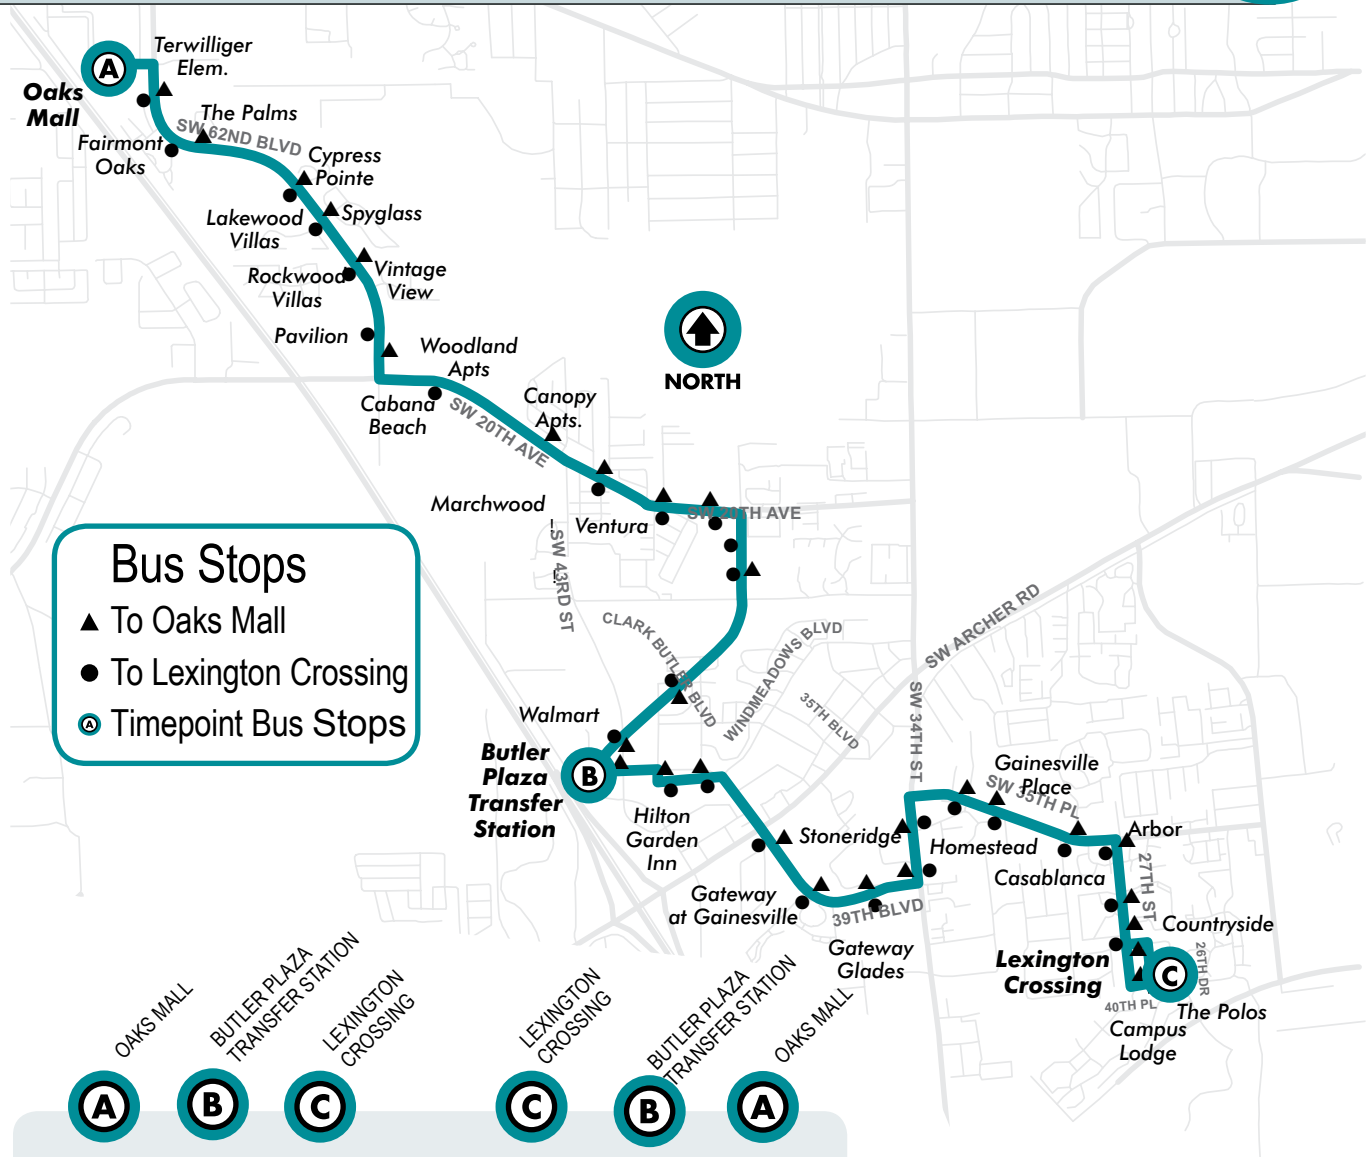 A
Terwilliger
Elem.
Oaks
Mall
The Palms
SW 62ND BLVD
Fairmont
Oaks
Cypress
Pointe
Lakewood
Villas
Spyglass
Rockwood
Villas
Vintage
View
Pavilion
NORTH
Woodland
Apts
Cabana
Beach
SW 20TH AVE
Canopy
Apts.
Marchwood
Ventura
SW 20TH AVE
SW 43RD ST
Bus Stops
To Oaks Mall
To Lexington Crossing
A Timepoint Bus Stops
CLARK BUTLER BLVD
WINDMEADOWS BLVD
35TH BLVD
SW ARCHER RD
SW 34TH ST
Walmart
Butler
Plaza
Transfer
Station
B
Hilton
Garden
Inn
Gainesville
Place
SW 35TH PL
Stoneridge
Homestead
Arbor
Casablanca
27TH ST
Gateway
at Gainesville
39TH BLVD
Gateway
Glades
Countryside
Lexington
Crossing
C
26TH DR
40TH PL
The Polos
Campus
Lodge
OAKS MALL
BUTLER PLAZA
TRANSFER STATION
LEXINGTON
CROSSING
LEXINGTON
CROSSING
BUTLER PLAZA
TRANSFER STATION
OAKS MALL
A
B
C
C
B
A